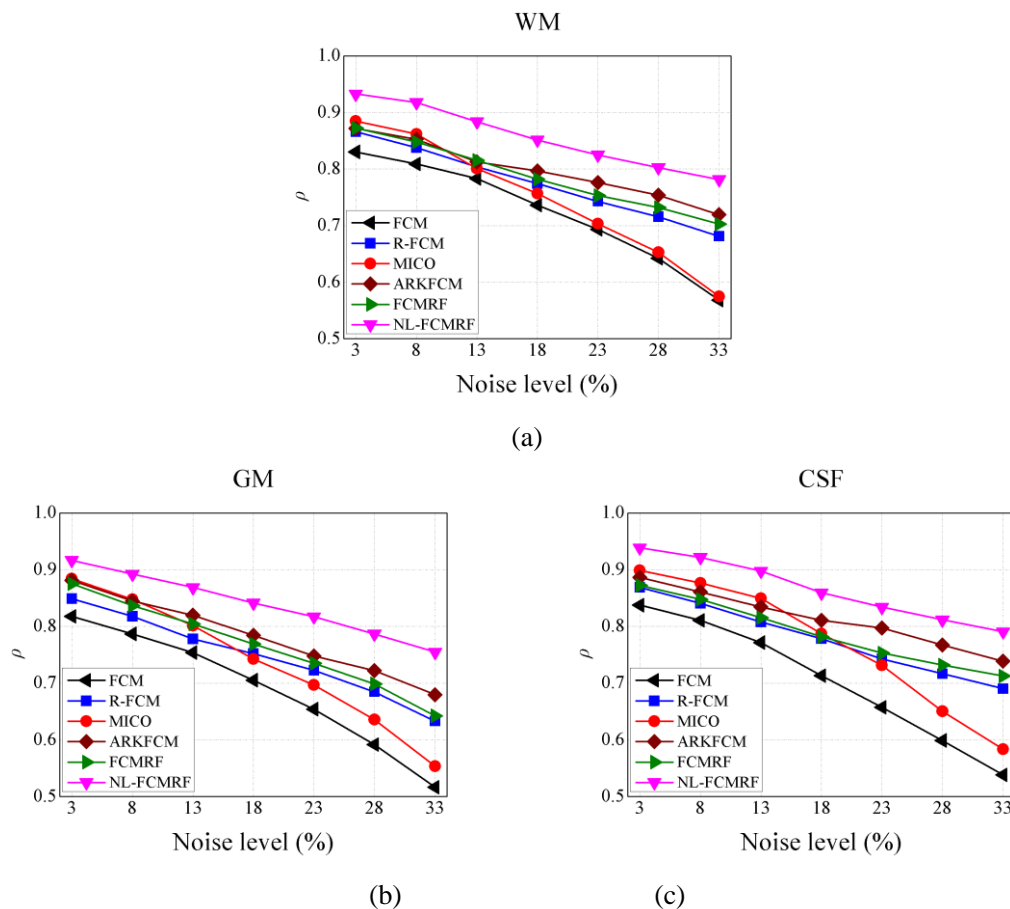 WM
1.0
0.9
0.8
0.7
0.6
0.5
ρ
FCM
R-FCM
MICO
ARKFCM
FCMRF
NL-FCMRF
3 8 13 18 23 28 33
Noise level (%)
(a)
GM
1.0
0.9
0.8
0.7
0.6
0.5
ρ
FCM
R-FCM
MICO
ARKFCM
FCMRF
NL-FCMRF
3 8 13 18 23 28 33
Noise level (%)
(b)
CSF
1.0
0.9
0.8
0.7
0.6
0.5
ρ
FCM
R-FCM
MICO
ARKFCM
FCMRF
NL-FCMRF
3 8 13 18 23 28 33
Noise level (%)
(c)